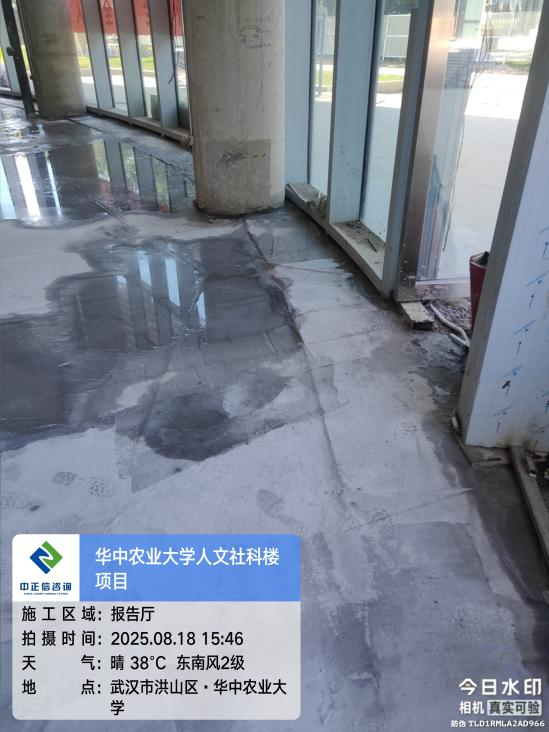 华中农业大学人文社科楼
项目
中正信咨询
施工区域：报告厅
拍摄时间：2025.08.18 15:46
天气：晴 38℃ 东南风2级
地点：武汉市洪山区·华中农业大
学
今日水印
相机 真实可验
防伪 TLD1RMLA2AD966